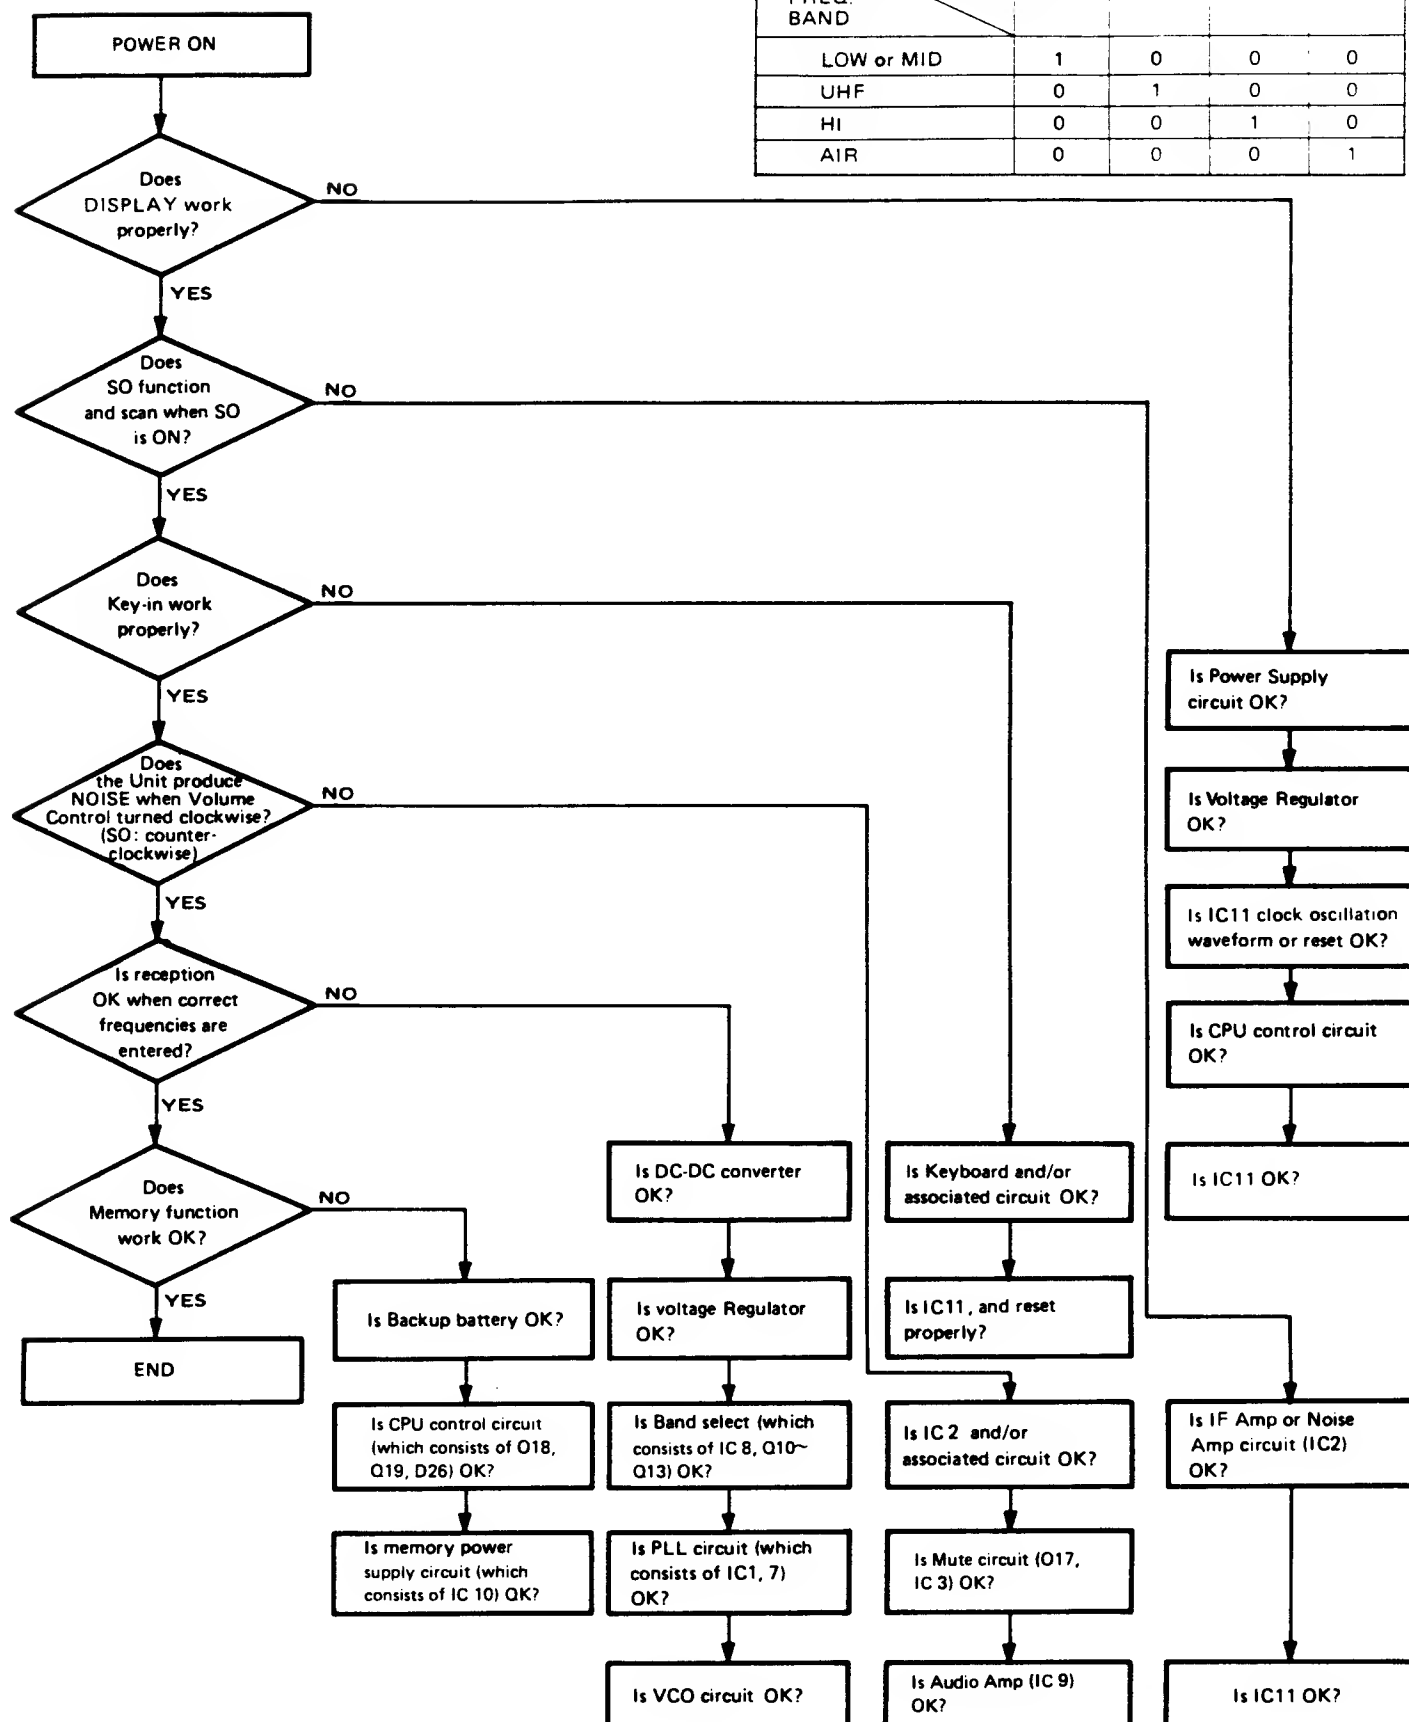 BAND
LOW or MID 1 0 0 0
UHF 0 1 0 0
HI 0 0 1 0
AIR 0 0 0 1
POWER ON
Does
DISPLAY work
properly?
NO
YES
Does
SO function
and scan when SO
is ON?
NO
YES
Does
Key-in work
properly?
NO
YES
Does
the Unit produce
NOISE when Volume
Control turned clockwise?
(SO: counter-
clockwise)
NO
YES
Is reception
OK when correct
frequencies are
entered?
NO
YES
Does
Memory function
work OK?
NO
YES
END
Is Backup battery OK?
Is CPU control circuit
(which consists of O18,
Q19, D26) OK?
Is memory power
supply circuit (which
consists of IC 10) OK?
Is DC-DC converter
OK?
Is voltage Regulator
OK?
Is Band select (which
consists of IC 8, Q10~
Q13) OK?
Is PLL circuit (which
consists of IC1, 7)
OK?
Is VCO circuit OK?
Is Keyboard and/or
associated circuit OK?
Is IC11, and reset
properly?
Is IC 2 and/or
associated circuit OK?
Is Mute circuit (O17,
IC 3) OK?
Is Audio Amp (IC 9)
OK?
Is Power Supply
circuit OK?
Is Voltage Regulator
OK?
Is IC11 clock oscillation
waveform or reset OK?
Is CPU control circuit
OK?
Is IC11 OK?
Is IF Amp or Noise
Amp circuit (IC2)
OK?
Is IC11 OK?